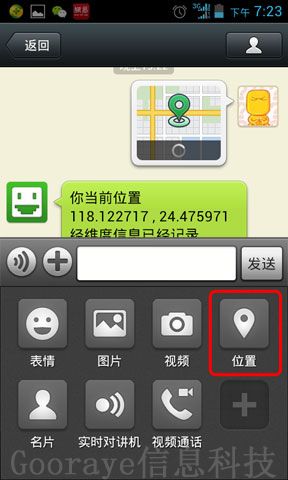 3G
下午 7:23
返回
你当前位置
118.122717 , 24.475971
经纬度信息已经记录
发送
表情 图片 视频 位置
名片 实时对讲机 视频通话
Gooraye信息科技